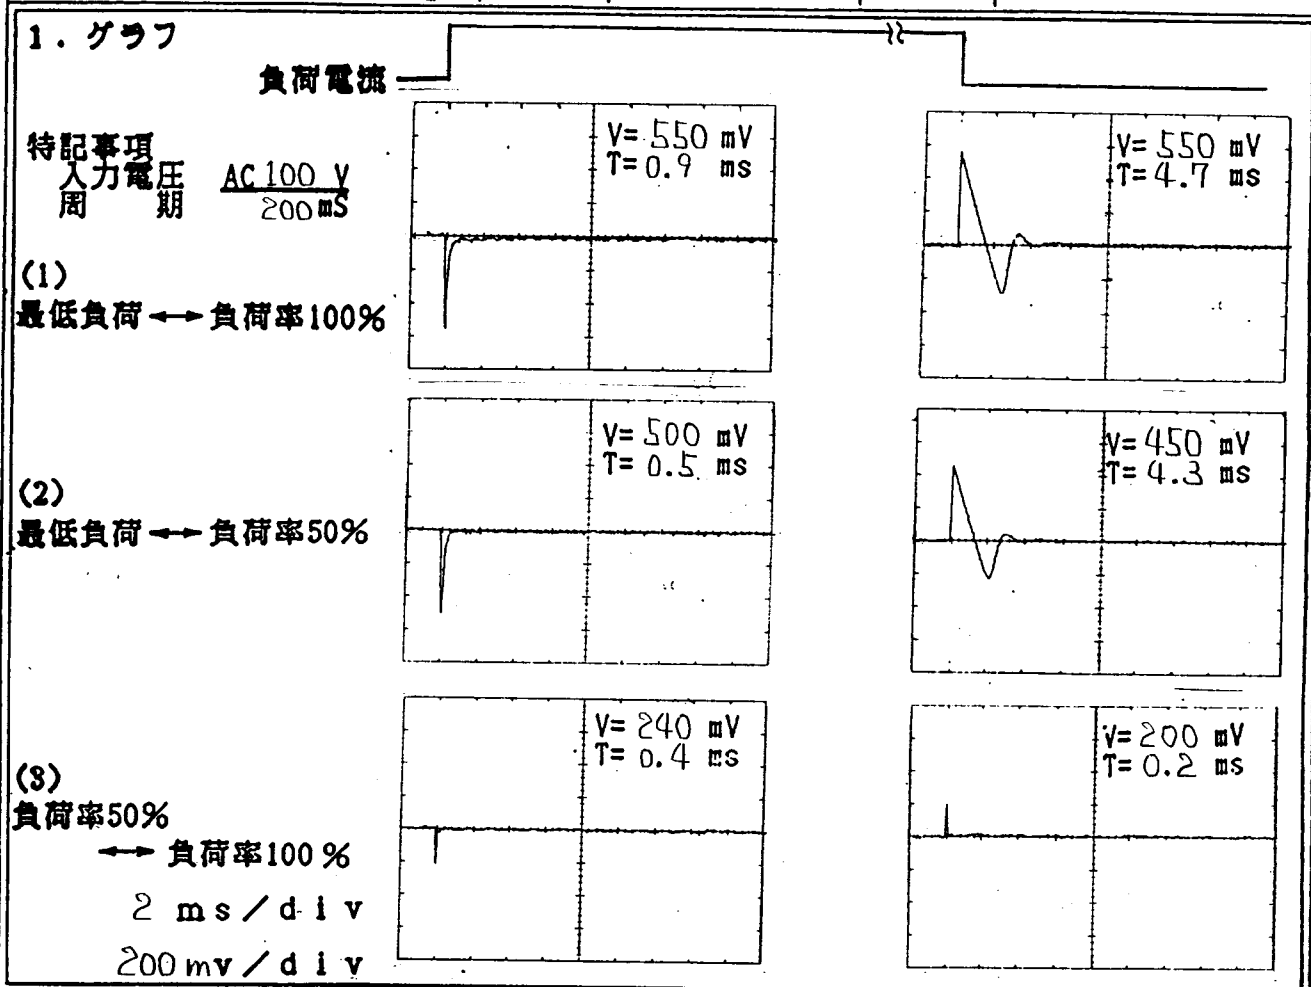 1. グラフ
負荷電流
特記事項
入力電圧 AC 100 V
周 期 200 mS
V= 550 mV
T= 0.9 ms
V= 550 mV
T= 4.7 ms
(1)
最低負荷 ←→ 負荷率100%
V= 500 mV
T= 0.5 ms
V= 450 mV
T= 4.3 ms
(2)
最低負荷 ←→ 負荷率50%
V= 240 mV
T= 0.4 ms
V= 200 mV
T= 0.2 ms
(3)
負荷率50%
←→ 負荷率100%
2 ms/div
200 mv/div